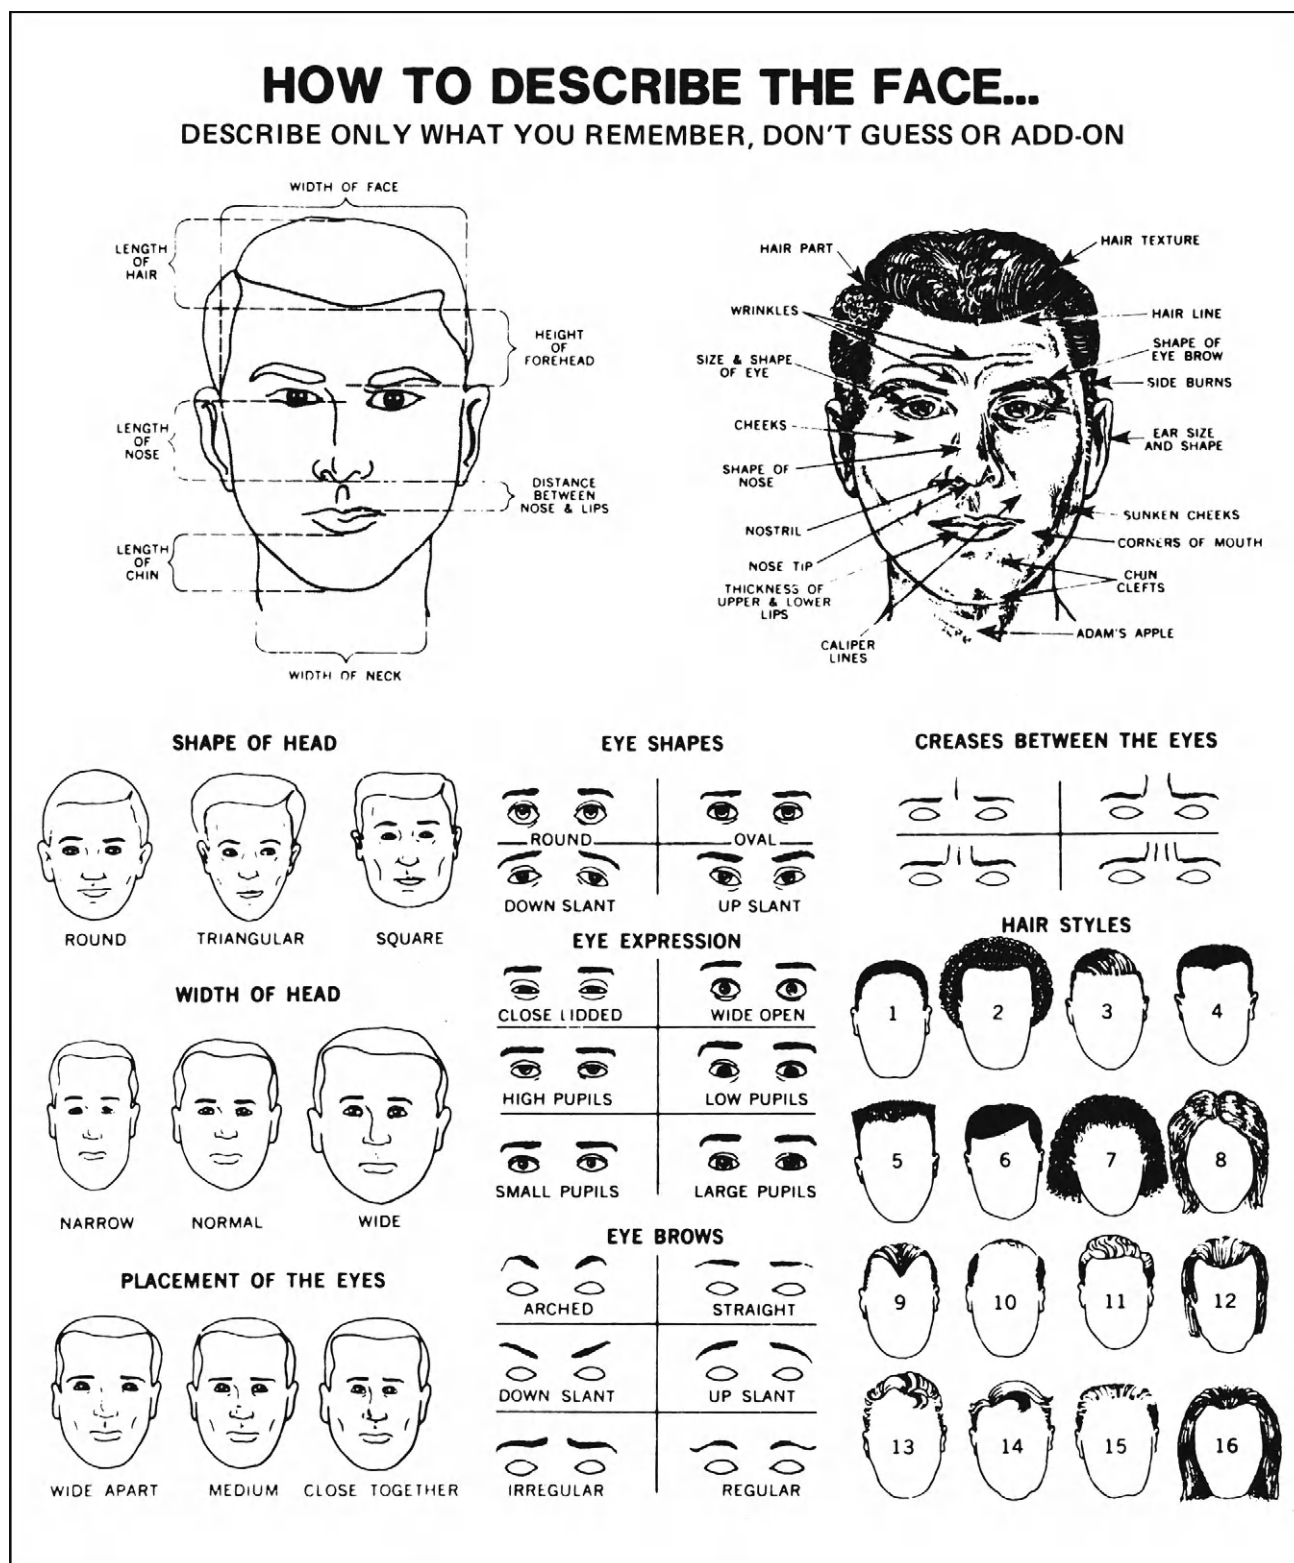 HOW TO DESCRIBE THE FACE...
DESCRIBE ONLY WHAT YOU REMEMBER, DON'T GUESS OR ADD-ON
WIDTH OF FACE
LENGTH
OF
HAIR
HEIGHT
OF
FOREHEAD
LENGTH
OF
NOSE
DISTANCE
BETWEEN
NOSE & LIPS
LENGTH
OF
CHIN
WIDTH OF NECK
HAIR PART
HAIR TEXTURE
WRINKLES
HAIR LINE
SIZE & SHAPE
OF EYE
SHAPE OF
EYE BROW
SIDE BURNS
CHEEKS
EAR SIZE
AND SHAPE
SHAPE OF
NOSE
NOSTRIL
SUNKEN CHEEKS
CORNERS OF MOUTH
NOSE TIP
THICKNESS OF
UPPER & LOWER
LIPS
CHIN
CLEFTS
CALIPER
LINES
ADAM'S APPLE
SHAPE OF HEAD
ROUND
TRIANGULAR
SQUARE
WIDTH OF HEAD
NARROW
NORMAL
WIDE
PLACEMENT OF THE EYES
WIDE APART
MEDIUM
CLOSE TOGETHER
EYE SHAPES
ROUND
OVAL
DOWN SLANT
UP SLANT
EYE EXPRESSION
CLOSE LIDDED
WIDE OPEN
HIGH PUPILS
LOW PUPILS
SMALL PUPILS
LARGE PUPILS
EYE BROWS
ARCHED
STRAIGHT
DOWN SLANT
UP SLANT
IRREGULAR
REGULAR
CREASES BETWEEN THE EYES
HAIR STYLES
1
2
3
4
5
6
7
8
9
10
11
12
13
14
15
16